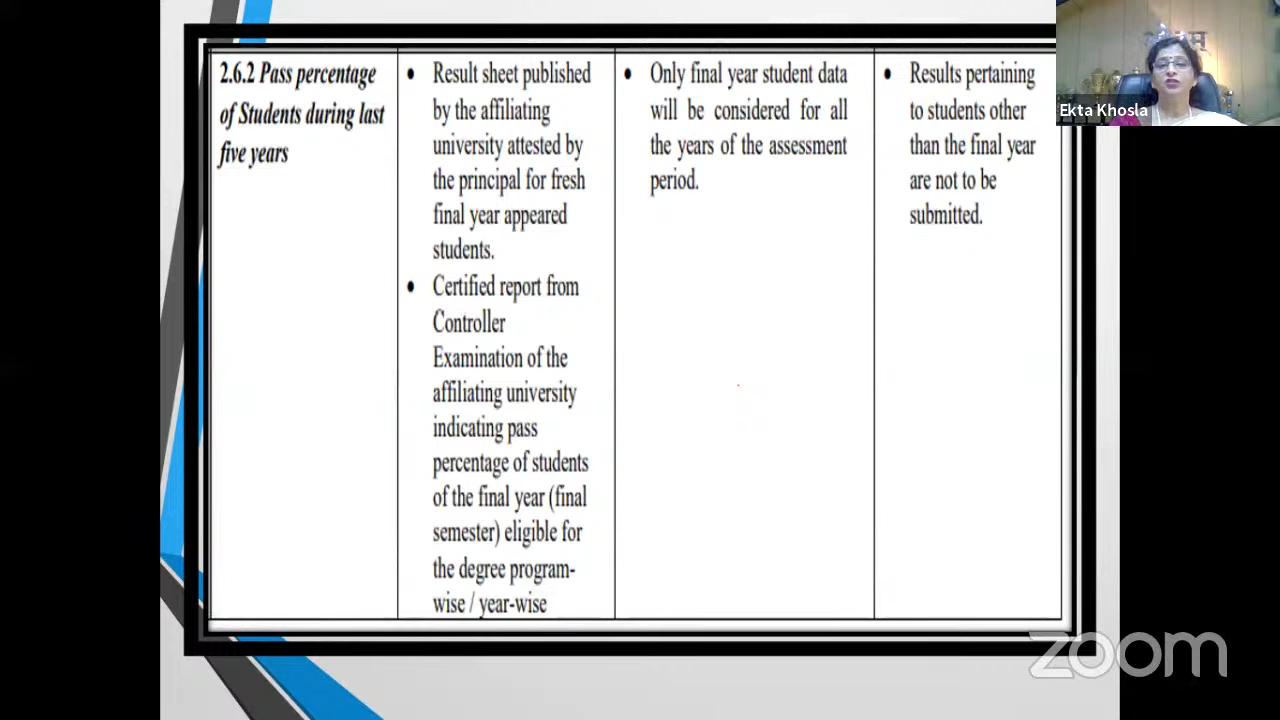 2.6.2 Pass percentage
of Students during last
five years
• Result sheet published
by the affiliating
university attested by
the principal for fresh
final year appeared
students.
• Certified report from
Controller
Examination of the
affiliating university
indicating pass
percentage of students
of the final year (final
semester) eligible for
the degree program-
wise / year-wise
• Only final year student data
will be considered for all
the years of the assessment
period.
• Results pertaining
to students other
than the final year
are not to be
submitted.
Ekta Khosla
zoom